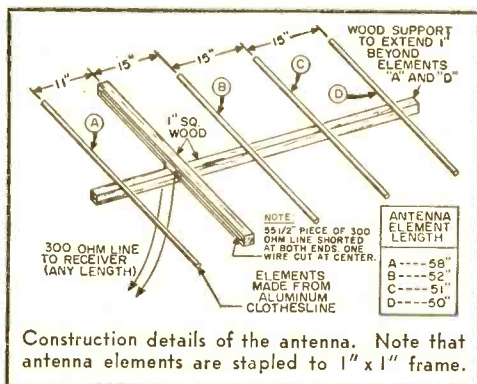 WOOD SUPPORT
TO EXTEND 1"
BEYOND
ELEMENTS
"A" AND "D"
11"
15"
15"
15"
A
B
C
D
1" SQ.
WOOD
300 OHM LINE
TO RECEIVER
(ANY LENGTH)
NOTE:
55 1/2" PIECE OF 300
OHM LINE SHORTED
AT BOTH ENDS. ONE
WIRE CUT AT CENTER.
ELEMENTS
MADE FROM
ALUMINUM
CLOTHESLINE
ANTENNA
ELEMENT
LENGTH
A----58"
B----52"
C----51"
D----50"
Construction details of the antenna. Note that
antenna elements are stapled to 1" x 1" frame.